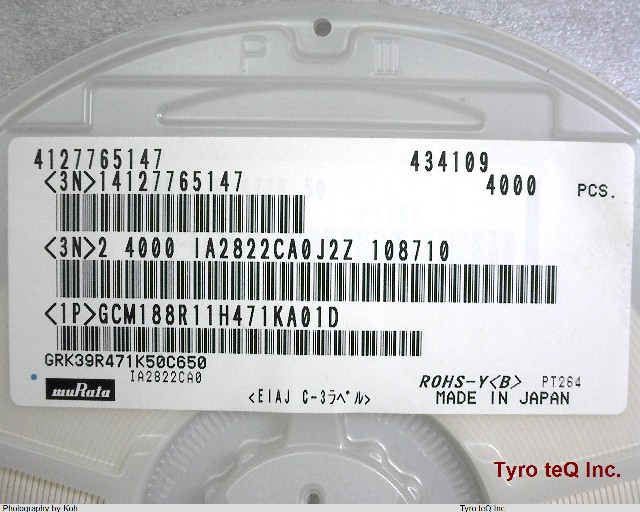 P III
4127765147 434109
<3N>14127765147 4000 PCS.
<3N>2 4000 IA2822CA0J2Z 108710
<1P>GCM188R11H471KA01D
GRK39R471K50C650
IA2822CA0
muRata
<EIAJ C-3ラベル>
ROHS-Y<B> PT264
MADE IN JAPAN
Tyro teQ Inc.
Photography by Koh Tyro teQ Inc.